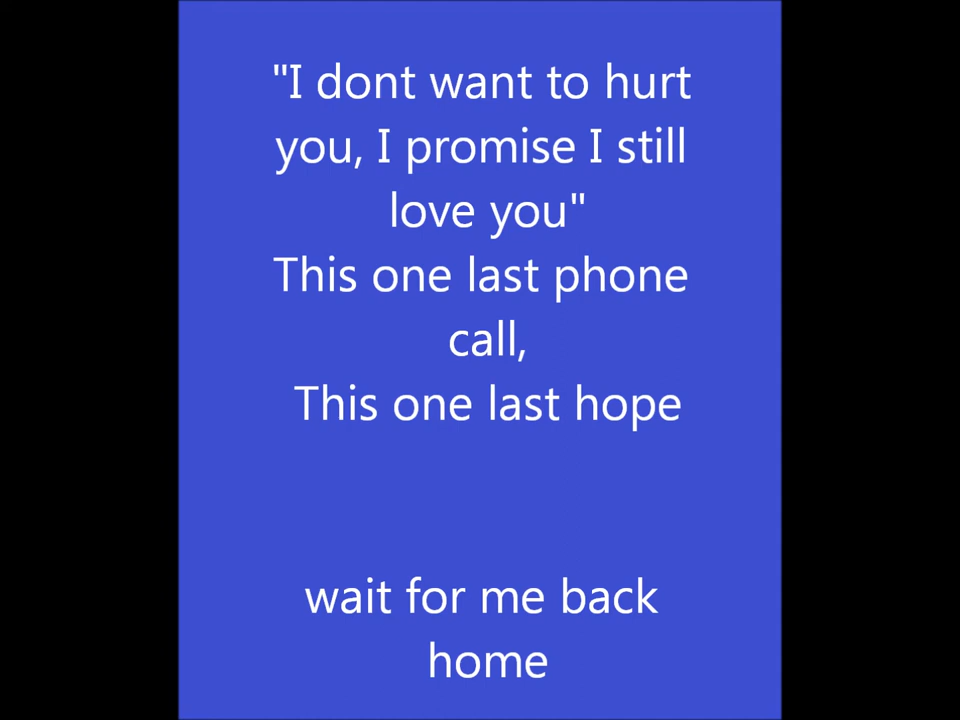 "I dont want to hurt
you, I promise I still
love you"
This one last phone
call,
This one last hope
wait for me back
home